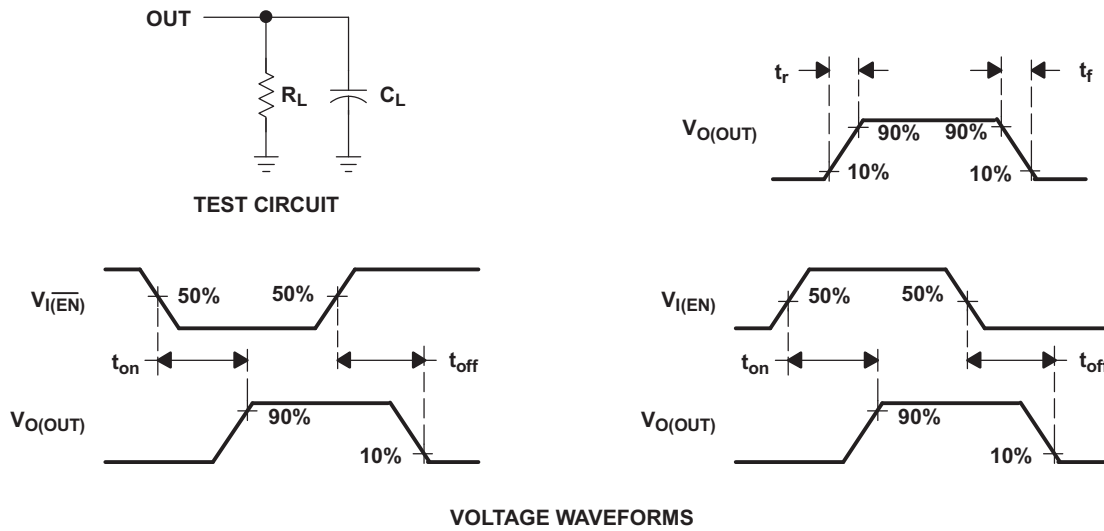 OUT
R_L
C_L
TEST CIRCUIT
t_r
t_f
V_O(OUT)
90%
90%
10%
10%
V_I(E̅N̅)
50%
50%
t_on
t_off
V_O(OUT)
90%
10%
V_I(EN)
50%
50%
t_on
t_off
V_O(OUT)
90%
10%
VOLTAGE WAVEFORMS